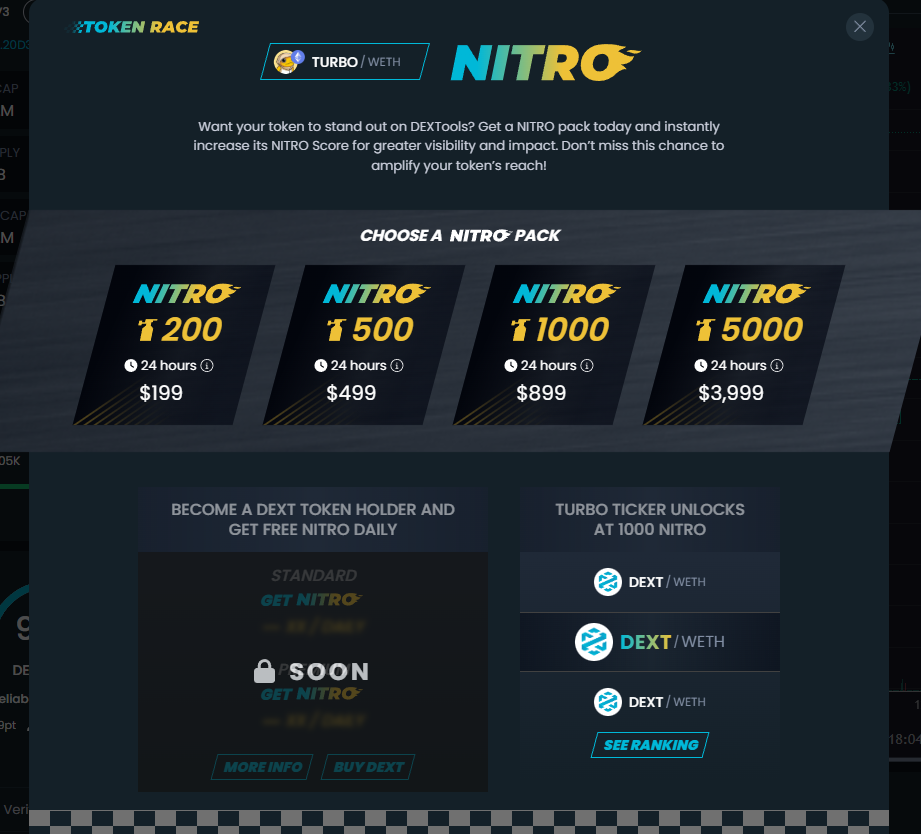 TOKEN RACE
TURBO / WETH
NITRO
Want your token to stand out on DEXTools? Get a NITRO pack today and instantly
increase its NITRO Score for greater visibility and impact. Don't miss this chance to
amplify your token's reach!
CHOOSE A NITRO PACK
NITRO
200
24 hours
$199
NITRO
500
24 hours
$499
NITRO
1000
24 hours
$899
NITRO
5000
24 hours
$3,999
BECOME A DEXT TOKEN HOLDER AND
GET FREE NITRO DAILY
STANDARD
GET NITRO
SOON
GET NITRO
MORE INFO
BUY DEXT
TURBO TICKER UNLOCKS
AT 1000 NITRO
DEXT / WETH
DEXT / WETH
DEXT / WETH
SEE RANKING
05K
18:04